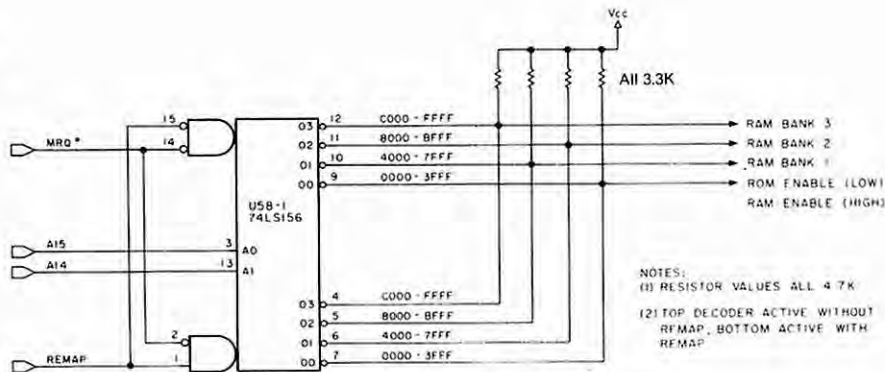 Vcc
All 3.3K
15
MRQ*
14
O3 12 C000-FFFF RAM BANK 3
O2 11 8000-BFFF RAM BANK 2
O1 10 4000-7FFF RAM BANK 1
O0 9 0000-3FFF ROM ENABLE (LOW)
RAM ENABLE (HIGH)
U58-1
74LS156
A15 3 A0
A14 13 A1
NOTES:
(1) RESISTOR VALUES ALL 4.7K
(2) TOP DECODER ACTIVE WITHOUT
REMAP, BOTTOM ACTIVE WITH
REMAP
O3 4 C000-FFFF
O2 5 8000-BFFF
2
O1 6 4000-7FFF
REMAP 1
O0 7 0000-3FFF